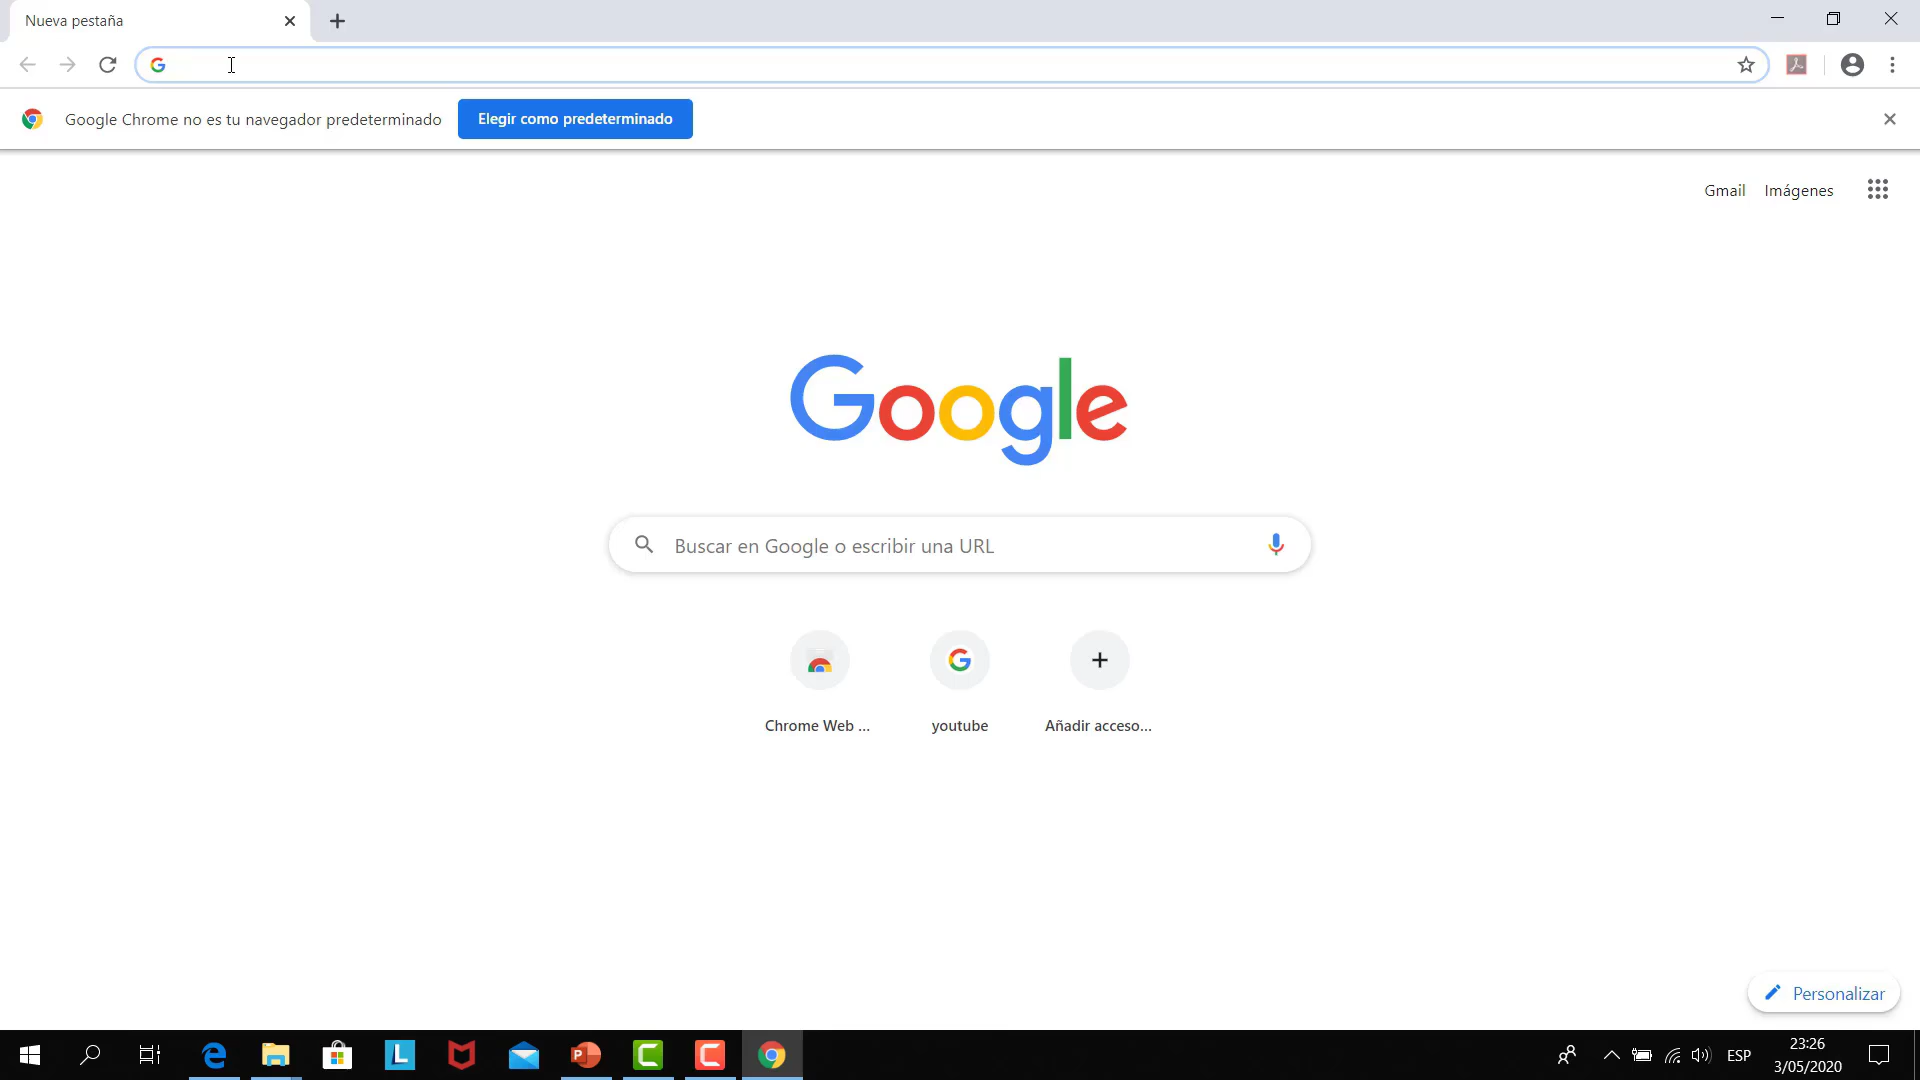 Nueva pestaña
Google Chrome no es tu navegador predeterminado
Elegir como predeterminado
Gmail
Imágenes
Google
Buscar en Google o escribir una URL
Chrome Web ...
youtube
Añadir acceso...
Personalizar
ESP
23:26
3/05/2020